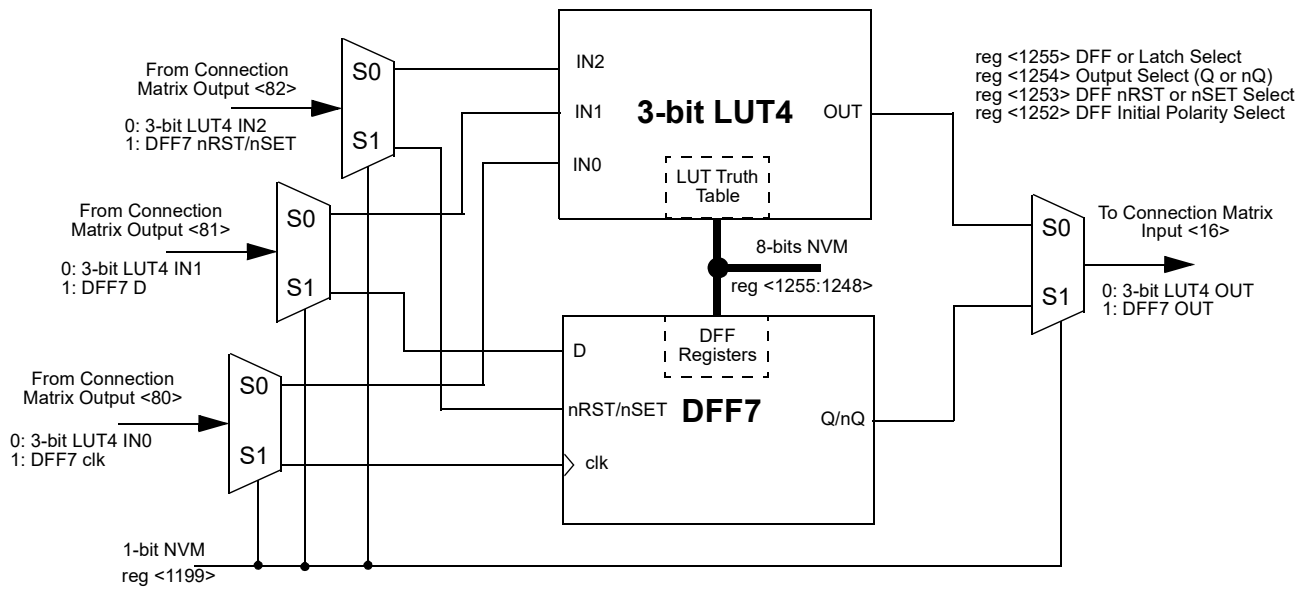 From Connection
Matrix Output <82>
0: 3-bit LUT4 IN2
1: DFF7 nRST/nSET
S0
S1
From Connection
Matrix Output <81>
0: 3-bit LUT4 IN1
1: DFF7 D
S0
S1
From Connection
Matrix Output <80>
0: 3-bit LUT4 IN0
1: DFF7 clk
S0
S1
1-bit NVM
reg <1199>
IN2
IN1
IN0
3-bit LUT4
OUT
LUT Truth
Table
8-bits NVM
reg <1255:1248>
DFF
Registers
D
nRST/nSET
DFF7
Q/nQ
clk
reg <1255> DFF or Latch Select
reg <1254> Output Select (Q or nQ)
reg <1253> DFF nRST or nSET Select
reg <1252> DFF Initial Polarity Select
S0
S1
To Connection Matrix
Input <16>
0: 3-bit LUT4 OUT
1: DFF7 OUT